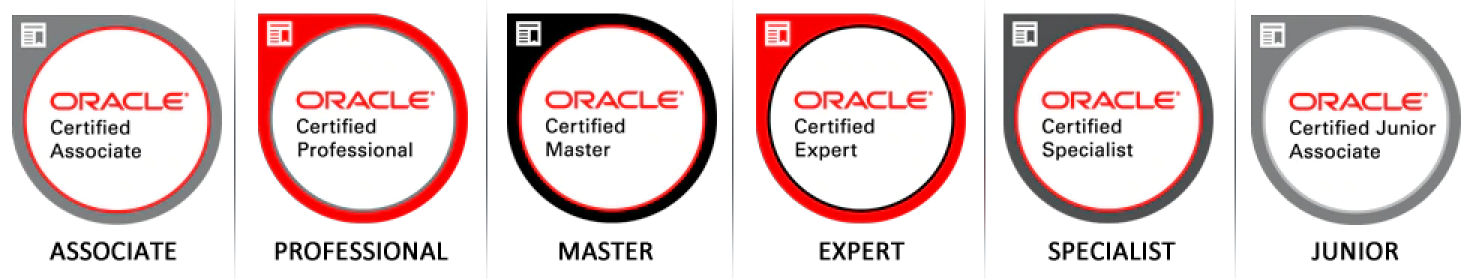 ORACLE®
Certified
Associate
ASSOCIATE
ORACLE®
Certified
Professional
PROFESSIONAL
ORACLE®
Certified
Master
MASTER
ORACLE®
Certified
Expert
EXPERT
ORACLE®
Certified
Specialist
SPECIALIST
ORACLE®
Certified Junior
Associate
JUNIOR